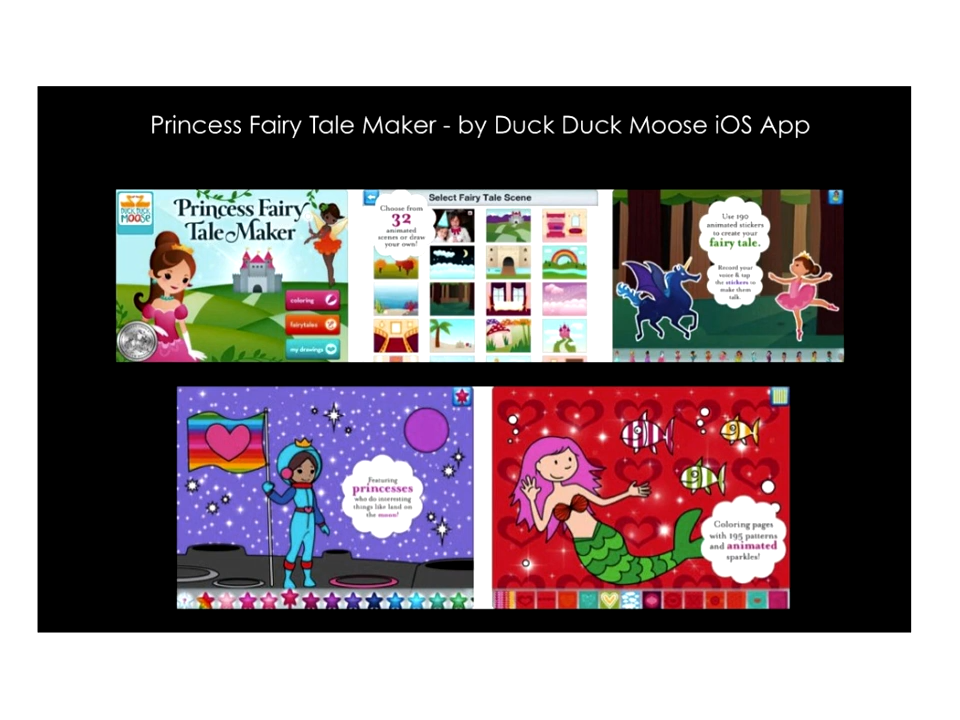 Princess Fairy Tale Maker - by Duck Duck Moose iOS App
DUCK DUCK
MOOSE
Princess Fairy
Tale Maker
coloring
fairytales
my drawings
Select Fairy Tale Scene
Choose from
32
animated
scenes or draw
your own!
Use 190
animated stickers
to create your
fairy tale.
Record your
voice & tap
the stickers to
make them
talk.
Featuring
princesses
who do interesting
things like land on
the moon!
Coloring pages
with 195 patterns
and animated
sparkles!